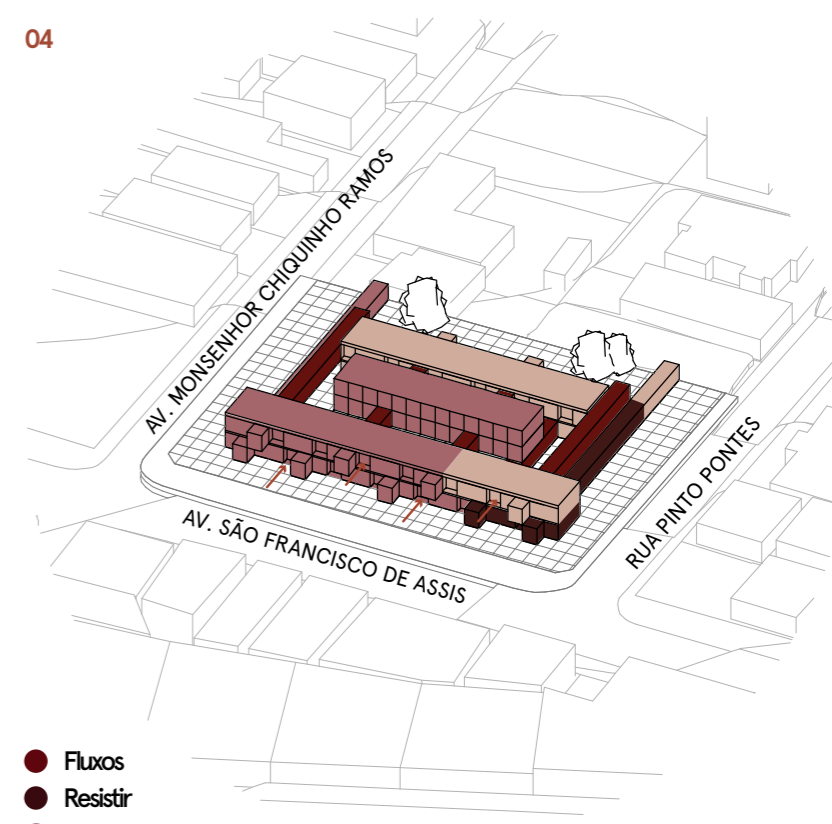 04
AV. MONSENHOR CHIQUINHO RAMOS
AV. SÃO FRANCISCO DE ASSIS
RUA PINTO PONTES
Fluxos
Resistir